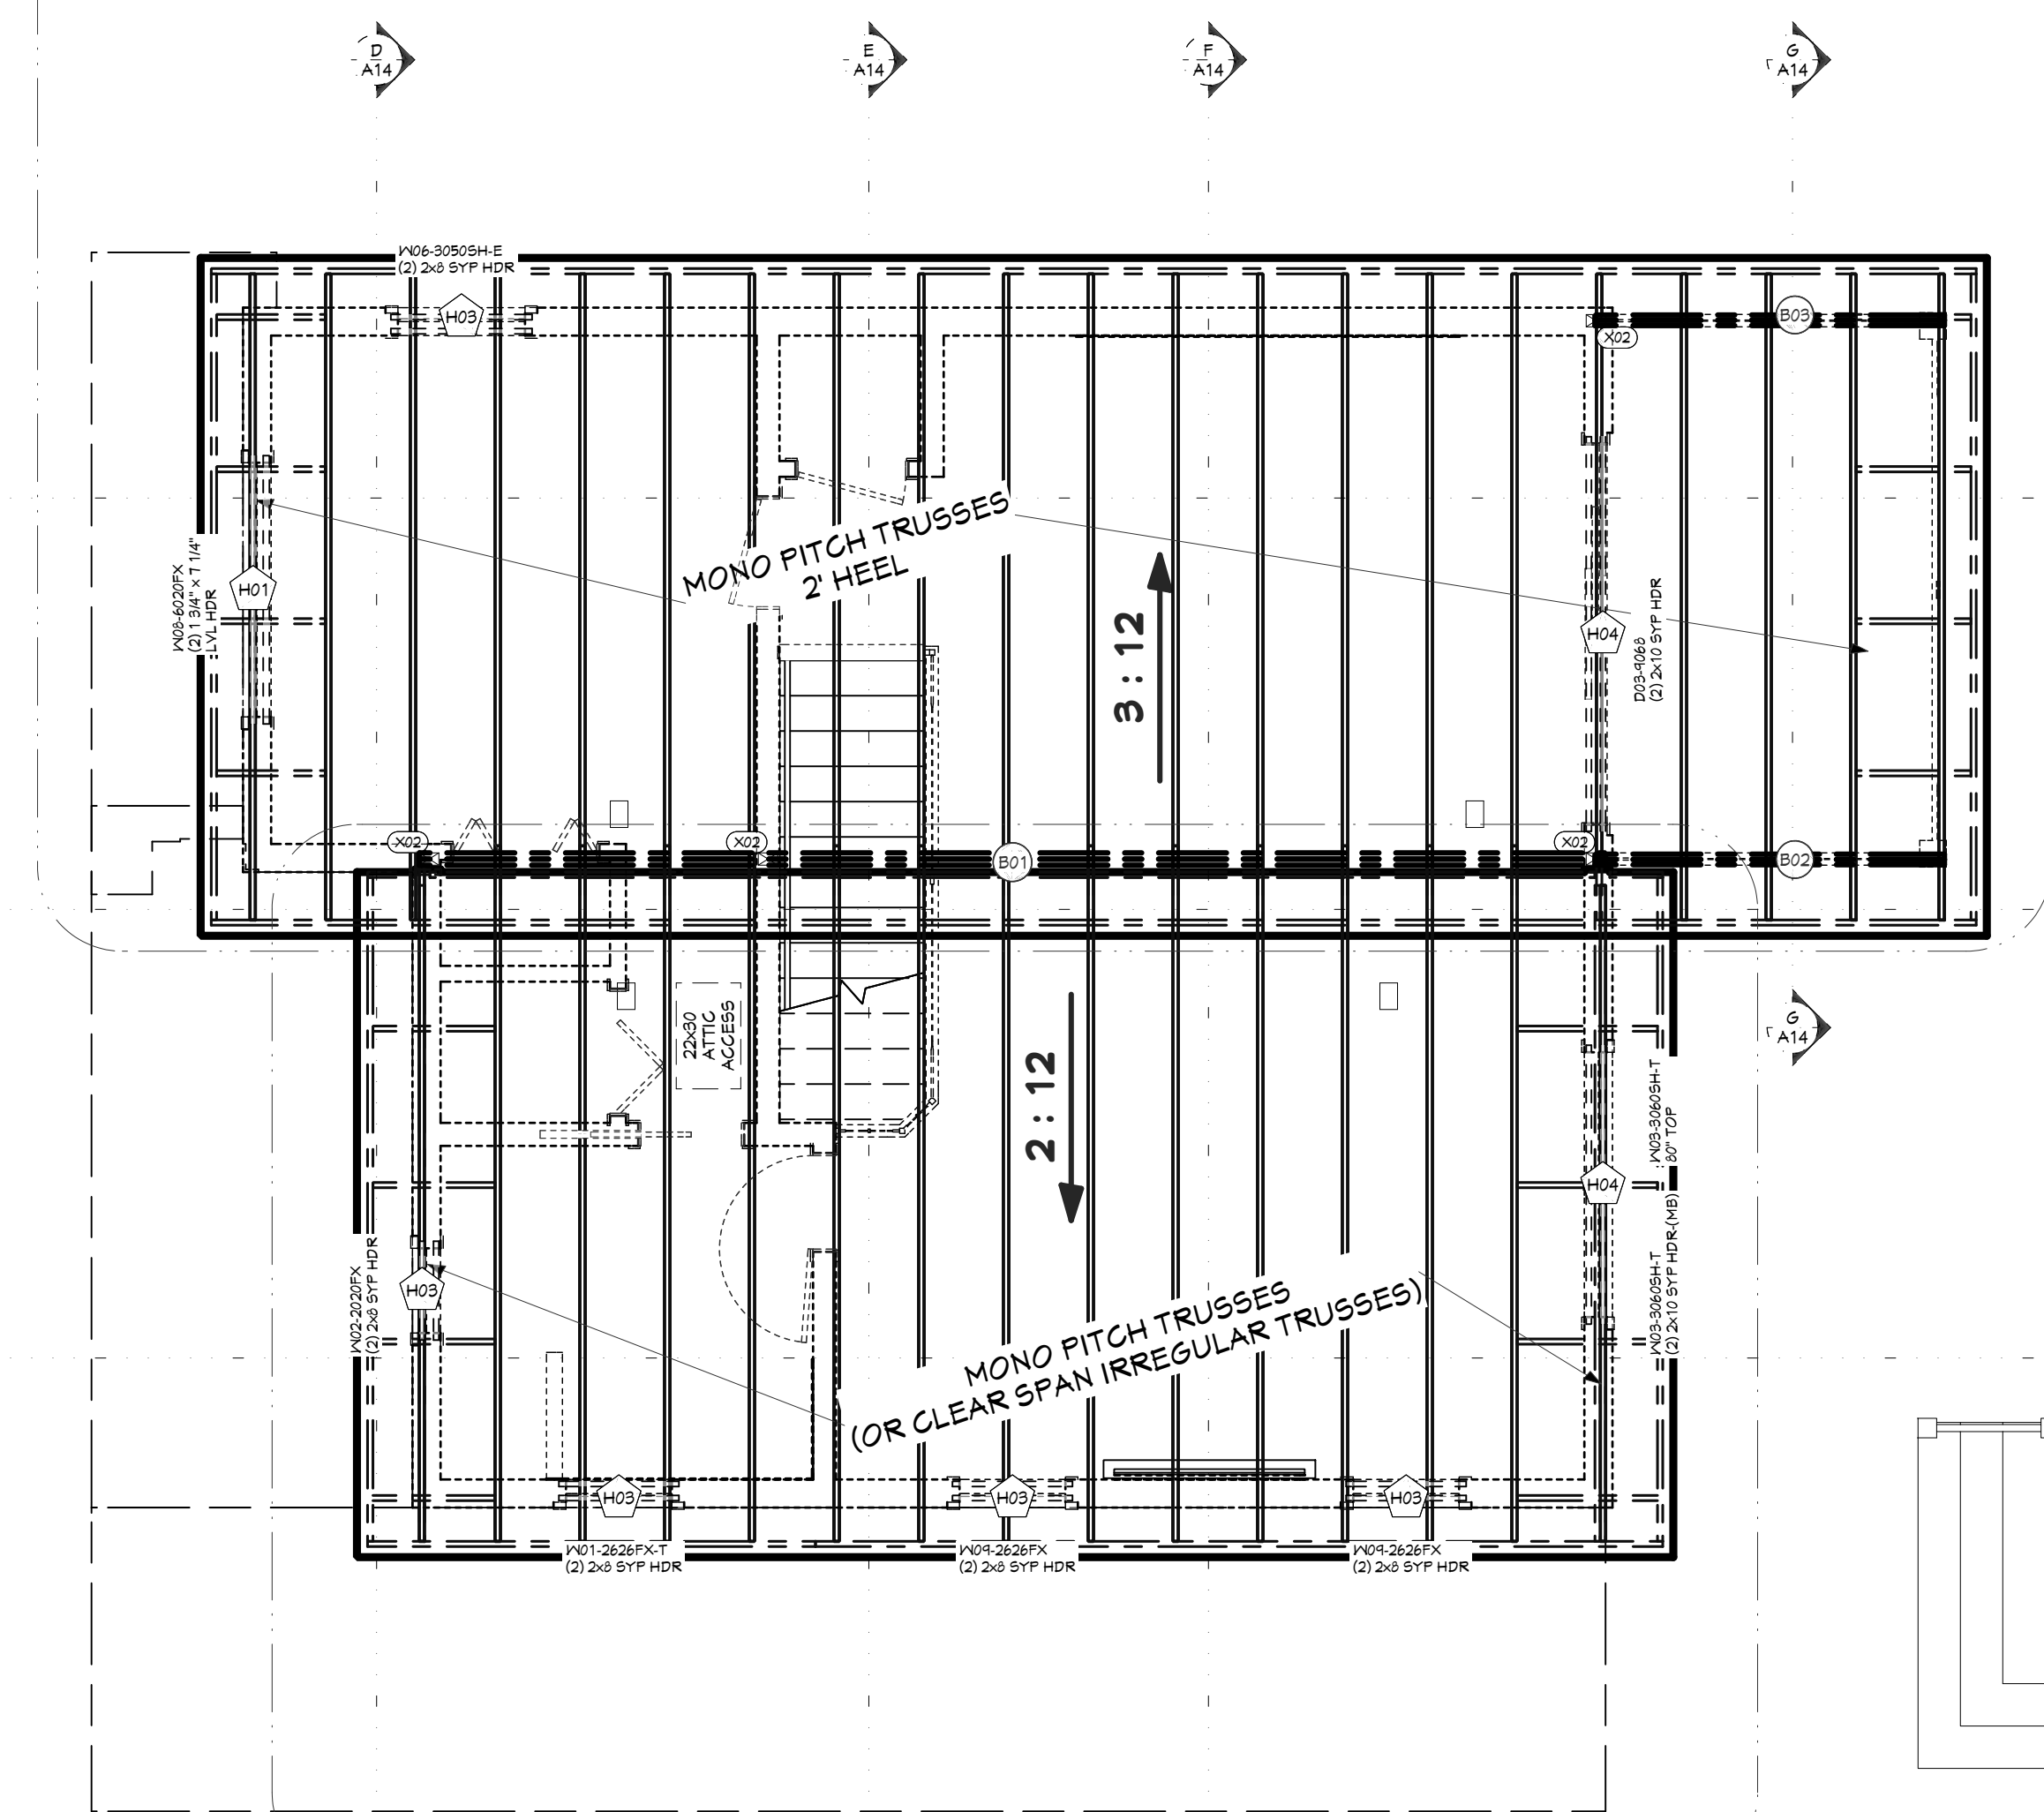 D
A14
E
A14
F
A14
G
A14
W06-3050SH-E
(2) 2x8 SYP HDR
H03
B03
X02
MONO PITCH TRUSSES
2' HEEL
W08-6020FX
(2) 1 3/4" x 7 1/4"
LVL HDR
H01
3 : 12
H04
D03-9068
(2) 2x10 SYP HDR
X02
X02
B01
X02
B02
22x30
ATTIC
ACCESS
2 : 12
G
A14
W03-3060SH-T
80" TOP
H04
W03-3060SH-T
(2) 2x10 SYP HDR-(MB)
W02-2020FX
(2) 2x8 SYP HDR
H03
MONO PITCH TRUSSES
(OR CLEAR SPAN IRREGULAR TRUSSES)
H03
H03
H03
W01-2626FX-T
(2) 2x8 SYP HDR
W09-2626FX
(2) 2x8 SYP HDR
W09-2626FX
(2) 2x8 SYP HDR